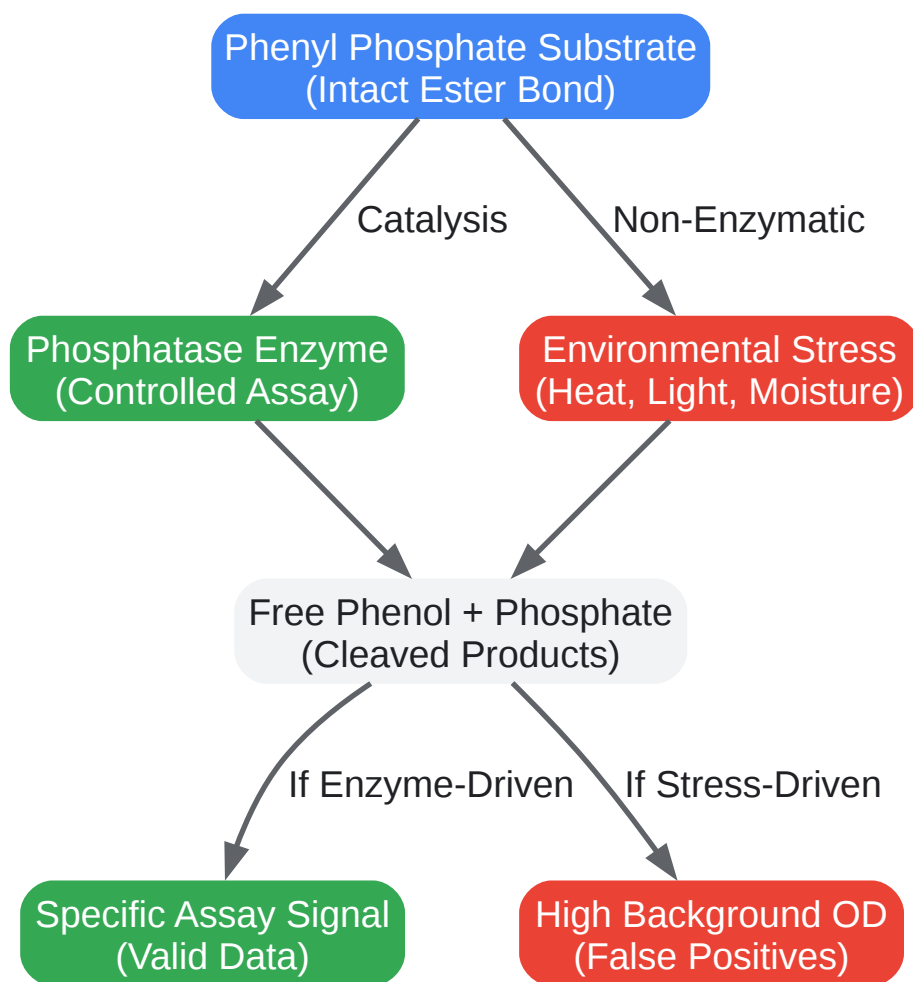 Phenyl Phosphate Substrate
(Intact Ester Bond)
Catalysis
Non-Enzymatic
Phosphatase Enzyme
(Controlled Assay)
Environmental Stress
(Heat, Light, Moisture)
Free Phenol + Phosphate
(Cleaved Products)
If Enzyme-Driven
If Stress-Driven
Specific Assay Signal
(Valid Data)
High Background OD
(False Positives)